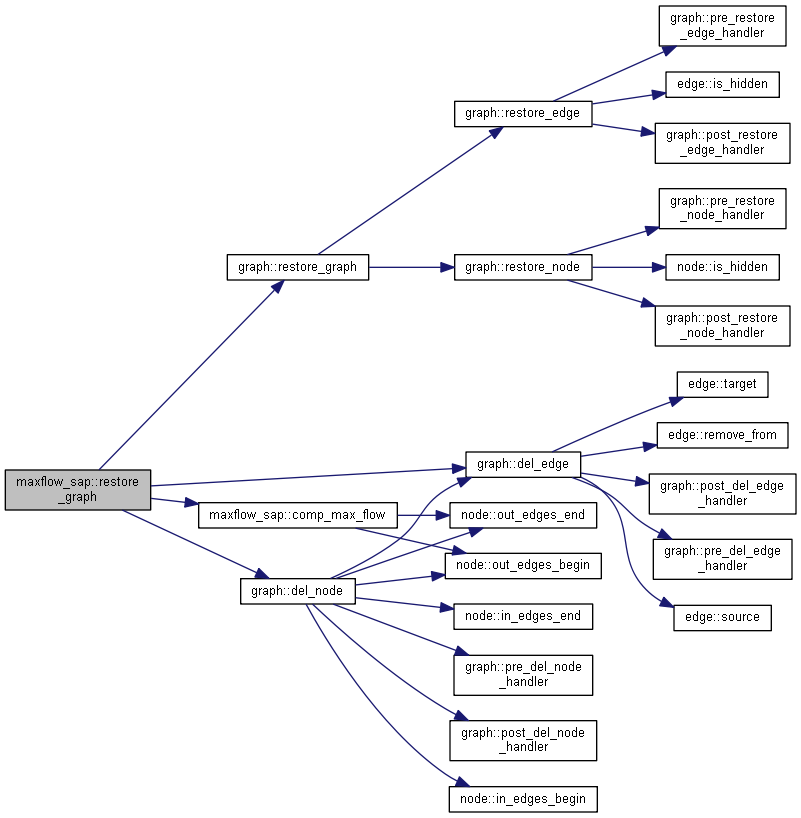 graph::pre_restore
_edge_handler
edge::is_hidden
graph::restore_edge
graph::post_restore
_edge_handler
graph::pre_restore
_node_handler
graph::restore_graph
graph::restore_node
node::is_hidden
graph::post_restore
_node_handler
edge::target
edge::remove_from
graph::del_edge
maxflow_sap::restore
_graph
graph::post_del_edge
_handler
maxflow_sap::comp_max_flow
node::out_edges_end
graph::pre_del_edge
_handler
node::out_edges_begin
graph::del_node
node::in_edges_end
edge::source
graph::pre_del_node
_handler
graph::post_del_node
_handler
node::in_edges_begin